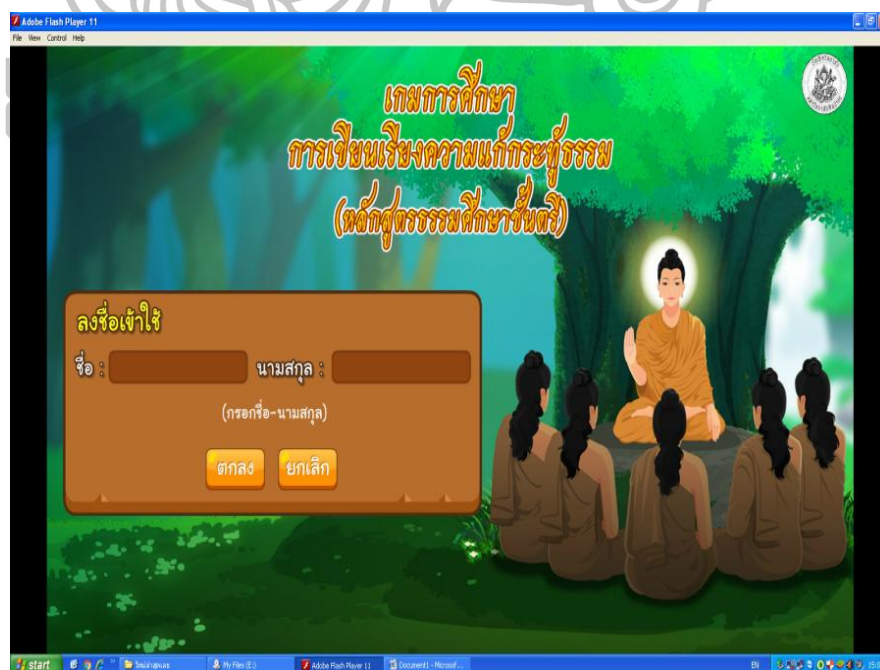 Adobe Flash Player 11
File View Control Help
เกมการศึกษา
การเขียนเรียงความแก้กระทู้ธรรม
(หลักสูตรธรรมศึกษาชั้นตรี)
ลงชื่อเข้าใช้
ชื่อ : นามสกุล :
(กรอกชื่อ-นามสกุล)
ตกลง ยกเลิก
start My Files (E:) Adobe Flash Player 11 Document1 - Microsof... EN